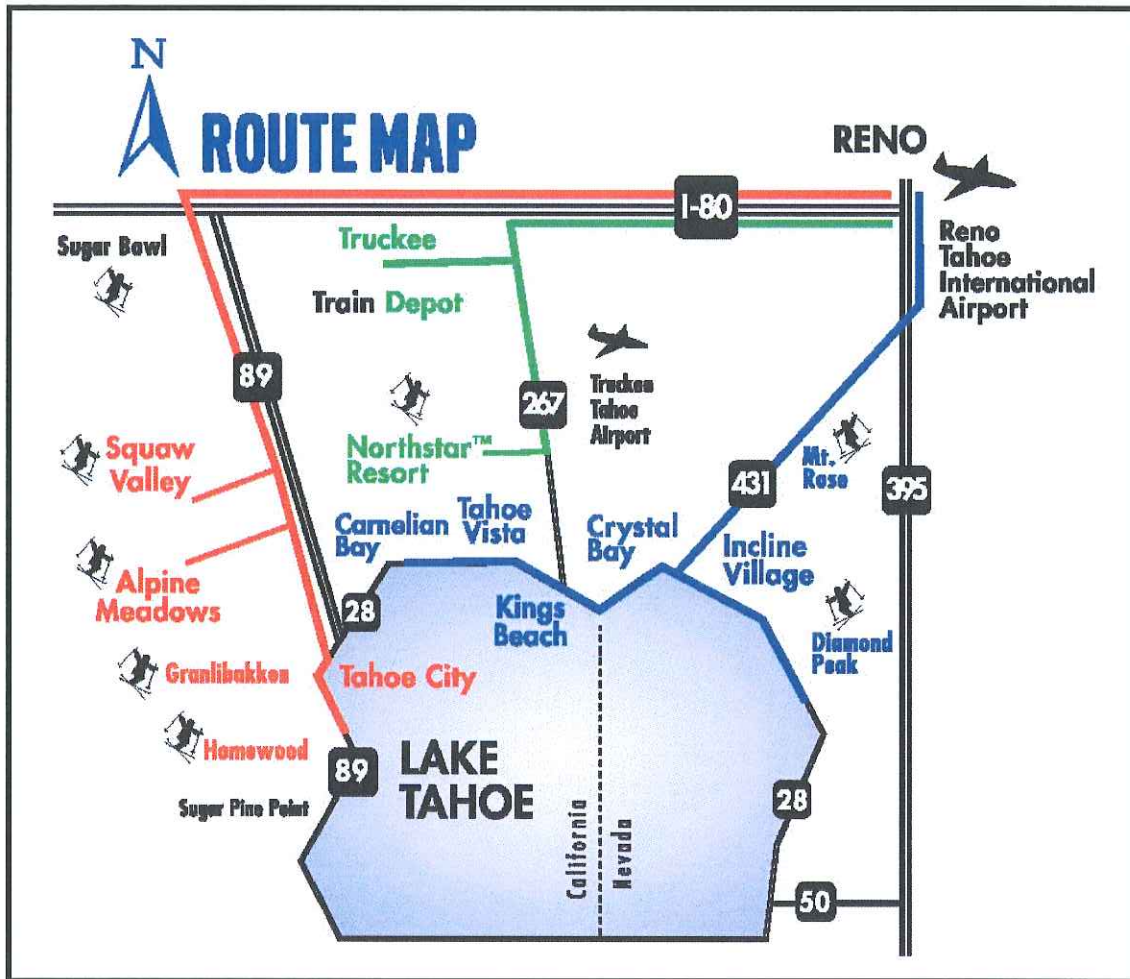 N
ROUTE MAP
RENO
I-80
Sugar Bowl
Truckee
Train Depot
Reno
Tahoe
International
Airport
89
267
Truckee
Tahoe
Airport
Squaw
Valley
Northstar™
Resort
431
Mt.
Rose
395
Carnelian
Bay
Tahoe
Vista
Crystal
Bay
Incline
Village
Alpine
Meadows
28
Kings
Beach
Diamond
Peak
Granlibakken
Tahoe City
Homewood
89
LAKE
TAHOE
28
Sugar Pine Point
California
Nevada
50